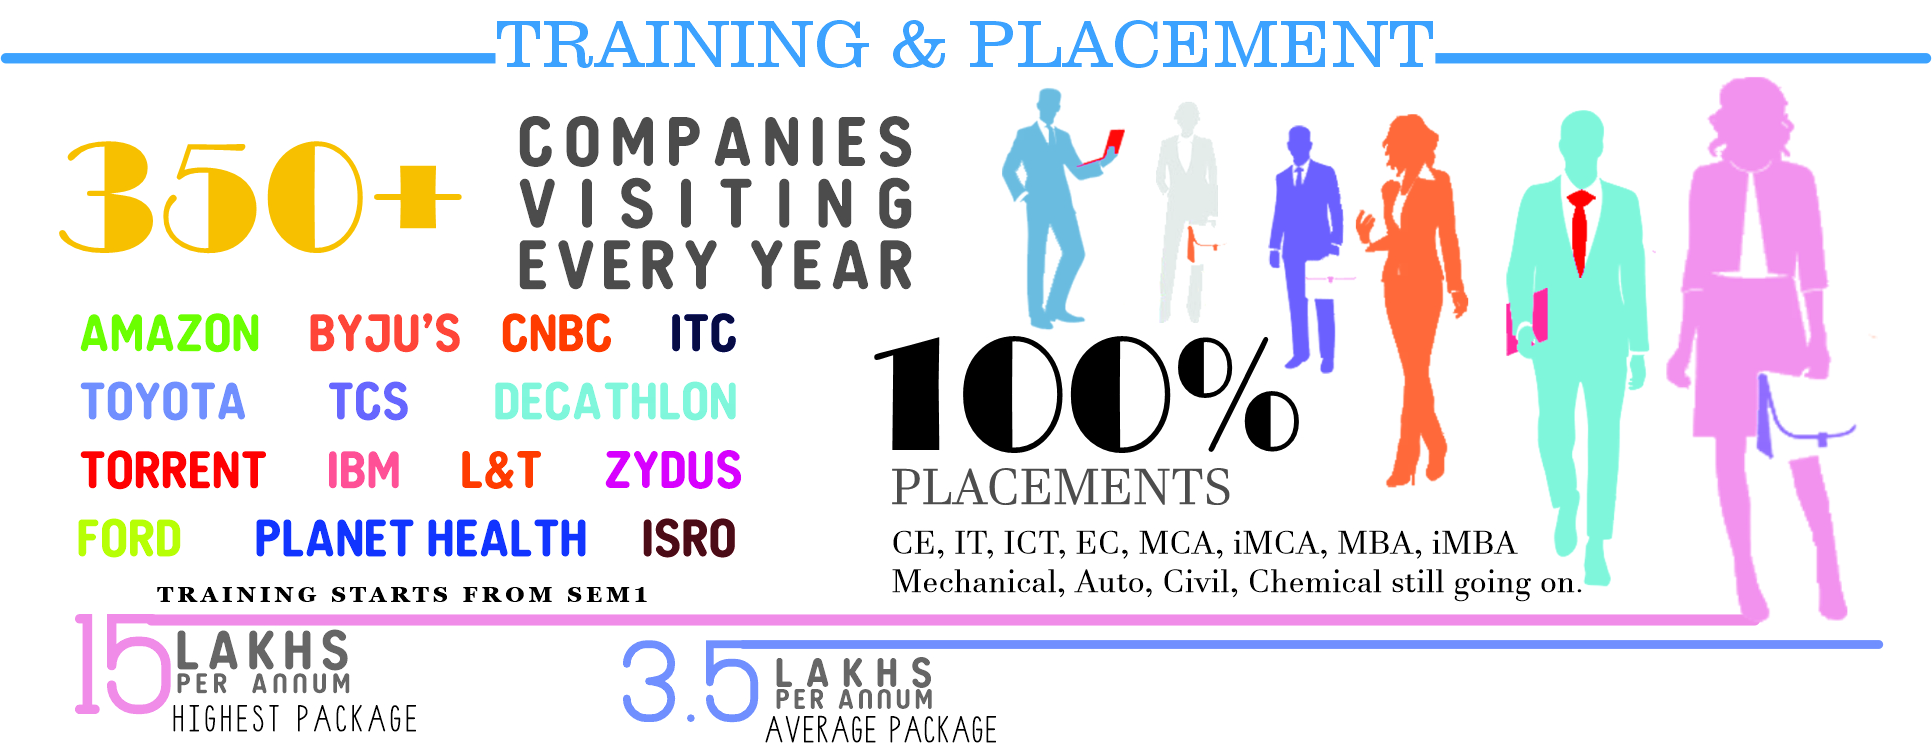 TRAINING & PLACEMENT
350+
COMPANIES
VISITING
EVERY YEAR
AMAZON BYJU'S CNBC ITC
TOYOTA TCS DECATHLON
TORRENT IBM L&T ZYDUS
FORD PLANET HEALTH ISRO
TRAINING STARTS FROM SEM1
100%
PLACEMENTS
CE, IT, ICT, EC, MCA, iMCA, MBA, iMBA
Mechanical, Auto, Civil, Chemical still going on.
15 LAKHS
PER ANNUM
HIGHEST PACKAGE
3.5 LAKHS
PER ANNUM
AVERAGE PACKAGE